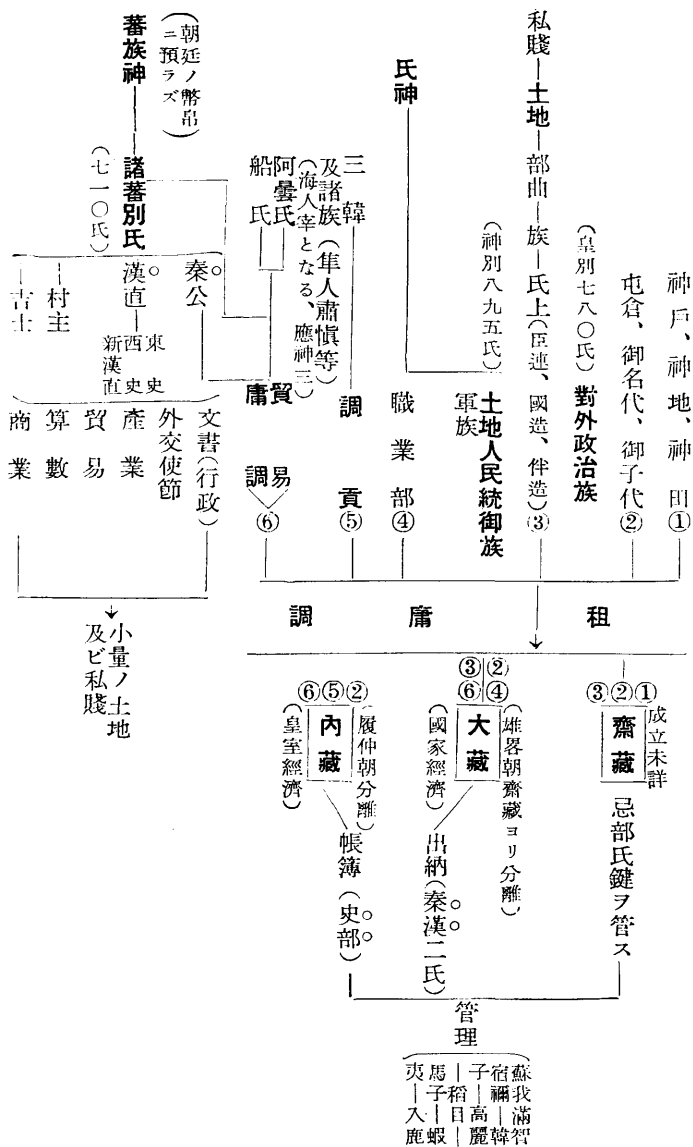 神戶、神地、神田①
屯倉、御名代、御子代②
(皇別七八〇氏)
對外政治族
私賤―土地―部曲―族―氏上(臣連、國造、伴造)③
(神別八九五氏)
土地人民統御族
軍族
氏神
職業部④
三韓
及諸族(隼人肅愼等)
調貢⑤
(海人宰となる、應神三)
阿曇氏
船氏
貿易
庸調⑥
(朝廷ノ幣帛
ニ預ラズ)
蕃族神――諸蕃別氏
(七一〇氏)
秦公
漢直
東史
西史
新漢直
村主
吉士
文書(行政)
外交使節
產業
貿易
算數
商業
小量ノ土地
及ビ私賤
租
庸
調
成立未詳
①②③
齋藏
忌部氏鍵ヲ管ス
(雄畧朝齋藏ヨリ分離)
②④
③⑥
大藏
(國家經濟)
出納(秦漢二氏)
(履仲朝分離)
②⑤⑥
內藏
(皇室經濟)
帳簿(史部)
管理
蘇我滿智
宿禰―韓
子―高麗
―稻目―
馬子―蝦
夷―入鹿